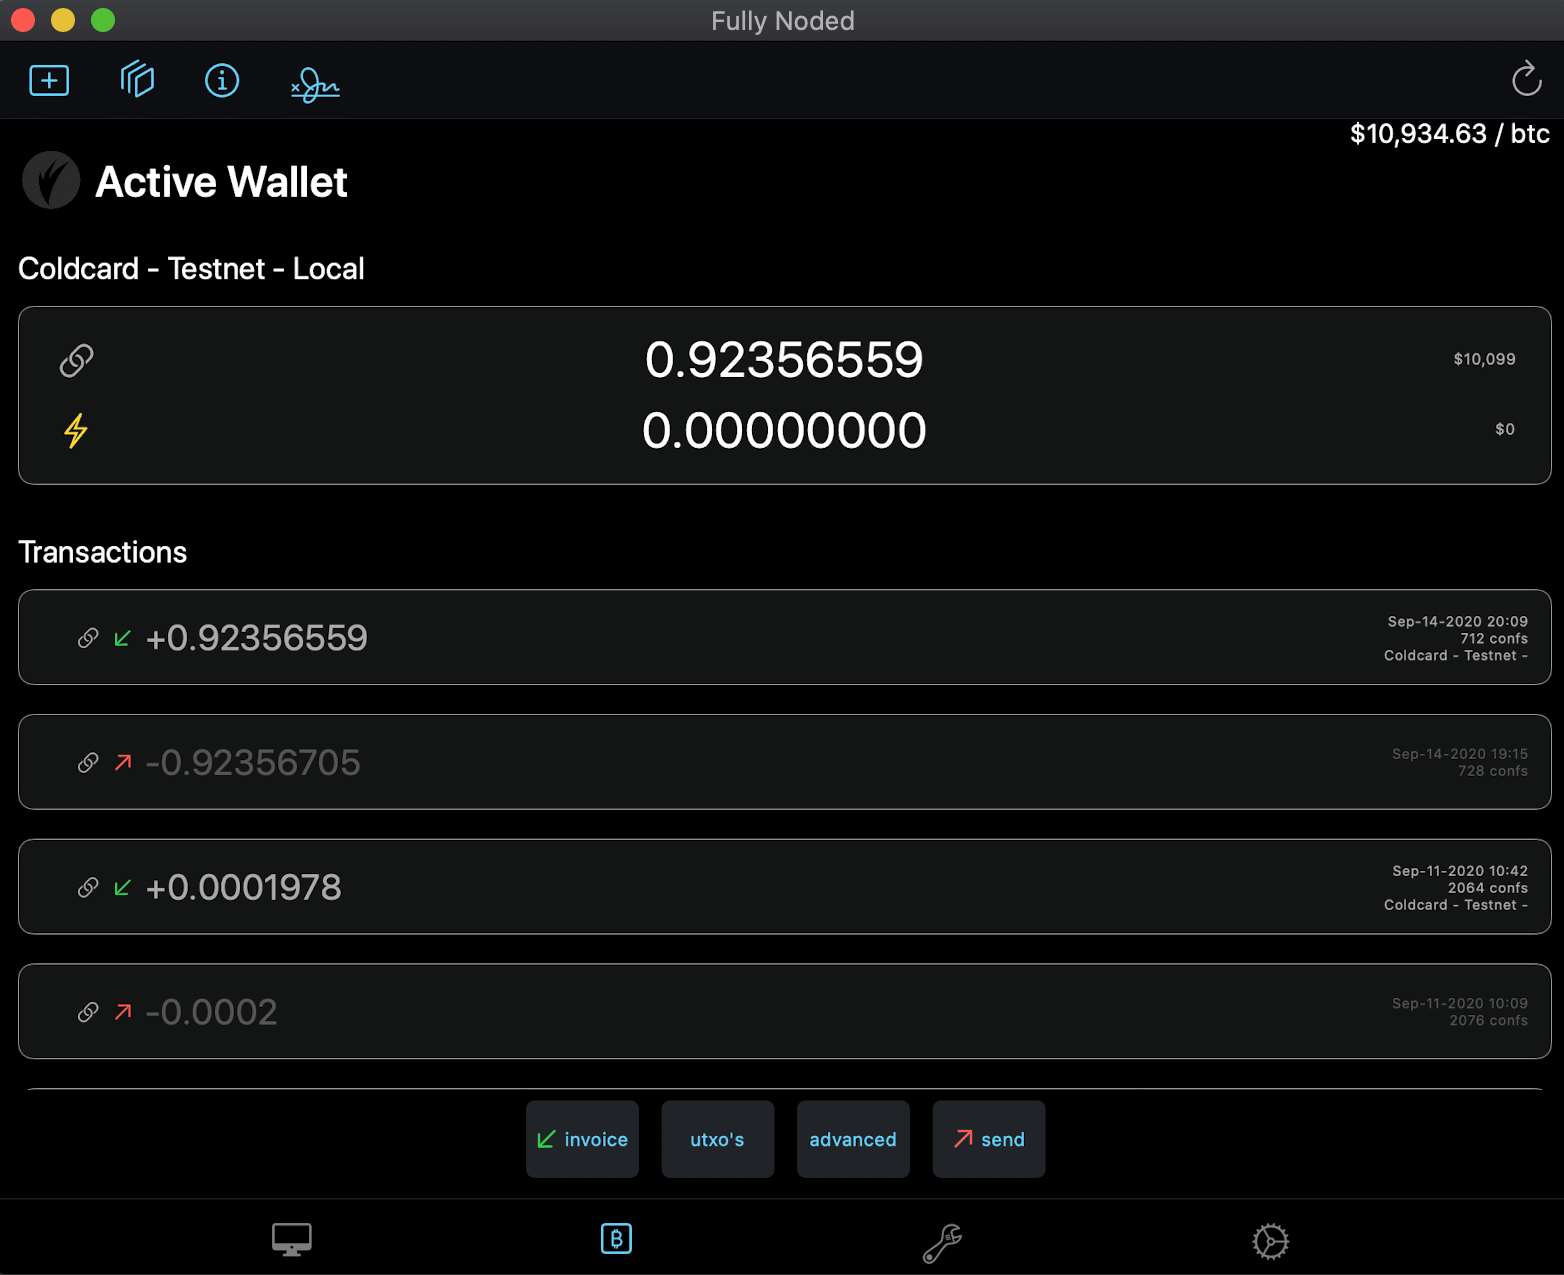 Fully Noded
$10,934.63 / btc
Active Wallet
Coldcard - Testnet - Local
0.92356559
$10,099
0.00000000
$0
Transactions
+0.92356559
Sep-14-2020 20:09
712 confs
Coldcard - Testnet -
-0.92356705
Sep-14-2020 19:15
728 confs
+0.0001978
Sep-11-2020 10:42
2064 confs
Coldcard - Testnet -
-0.0002
Sep-11-2020 10:09
2076 confs
invoice
utxo's
advanced
send